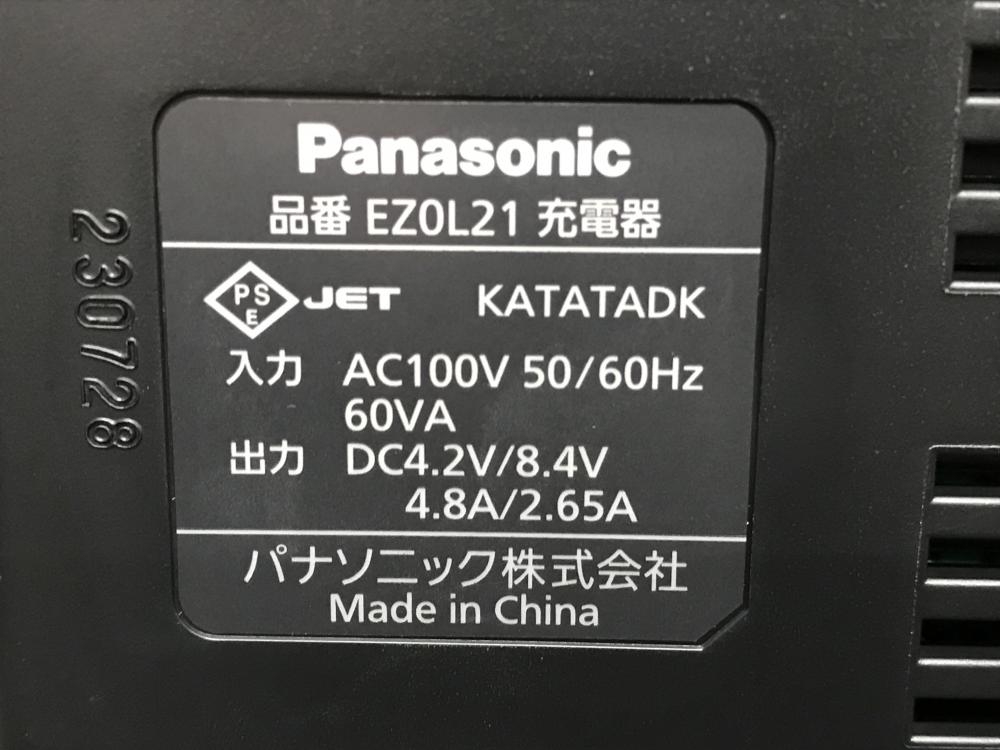 Panasonic
品番 EZ0L21 充電器
PS
E
JET KATATADK
入力 AC100V 50/60Hz
60VA
出力 DC4.2V/8.4V
4.8A/2.65A
パナソニック株式会社
Made in China
230728